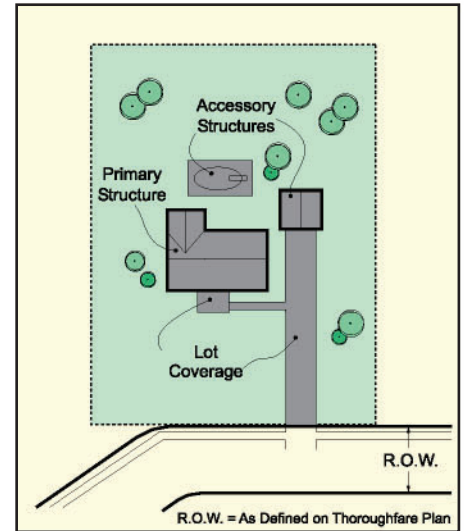 Accessory
Structures
Primary
Structure
Lot
Coverage
R.O.W.
R.O.W. = As Defined on Thoroughfare Plan